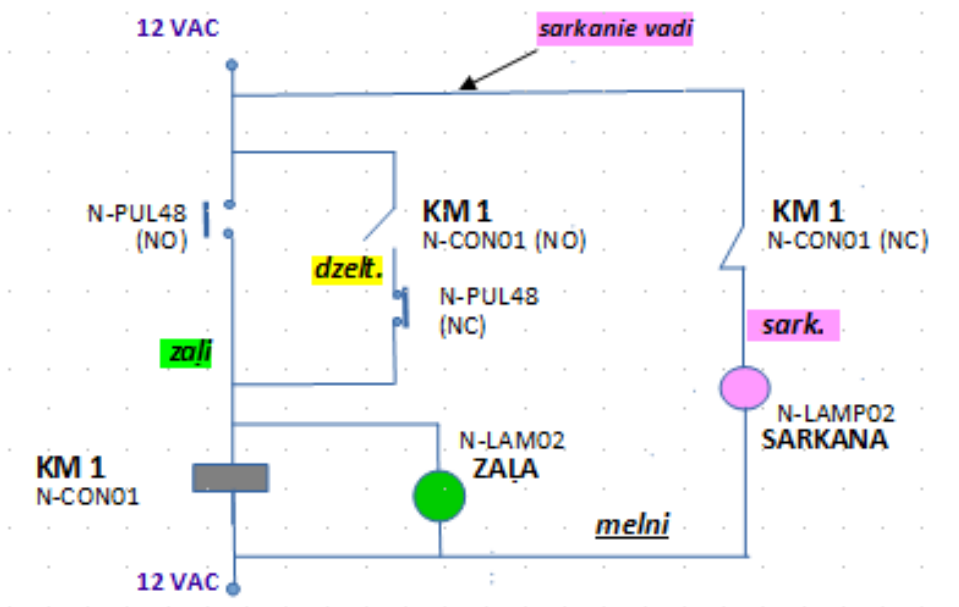 12 VAC
sarkanie vadi
N-PUL48
(NO)
KM 1
N-CON01 (NO)
KM 1
N-CON01 (NC)
dzelt.
N-PUL48
(NC)
sark.
zaļi
N-LAMP02
SARKANA
N-LAM02
ZAĻA
KM 1
N-CON01
melni
12 VAC